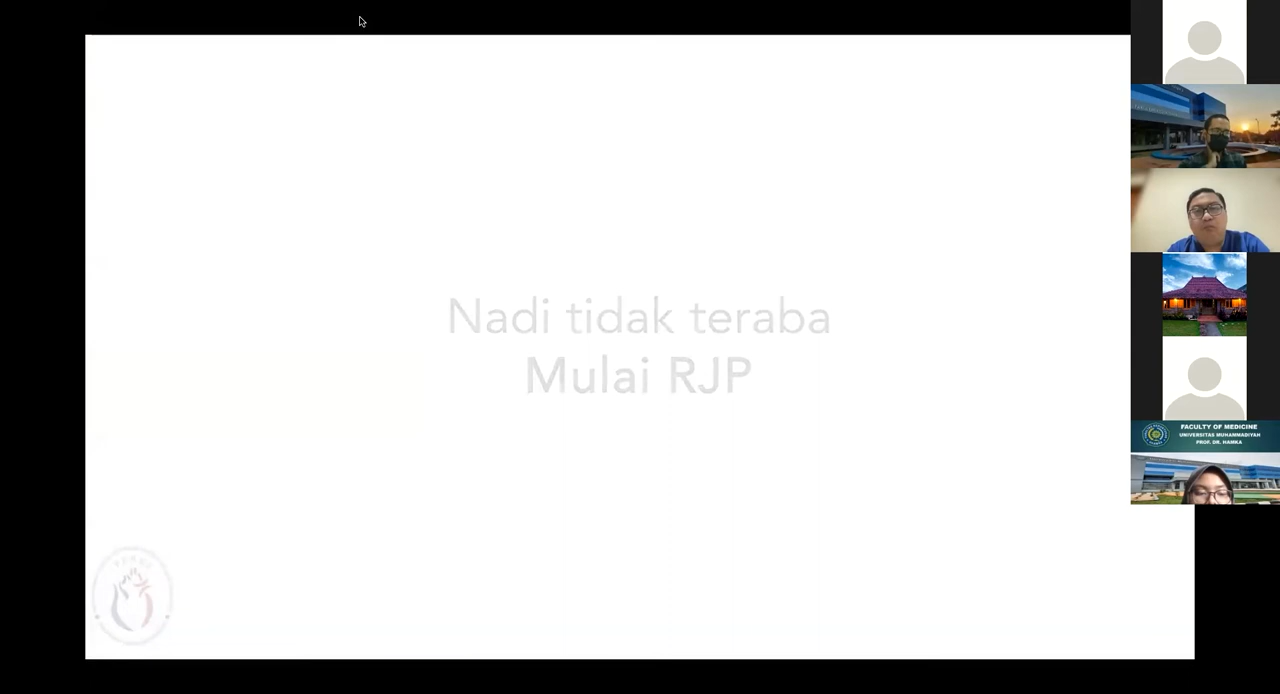 Nadi tidak teraba
Mulai RJP
FACULTY OF MEDICINE
UNIVERSITAS MUHAMMADIYAH
PROF. DR. HAMKA